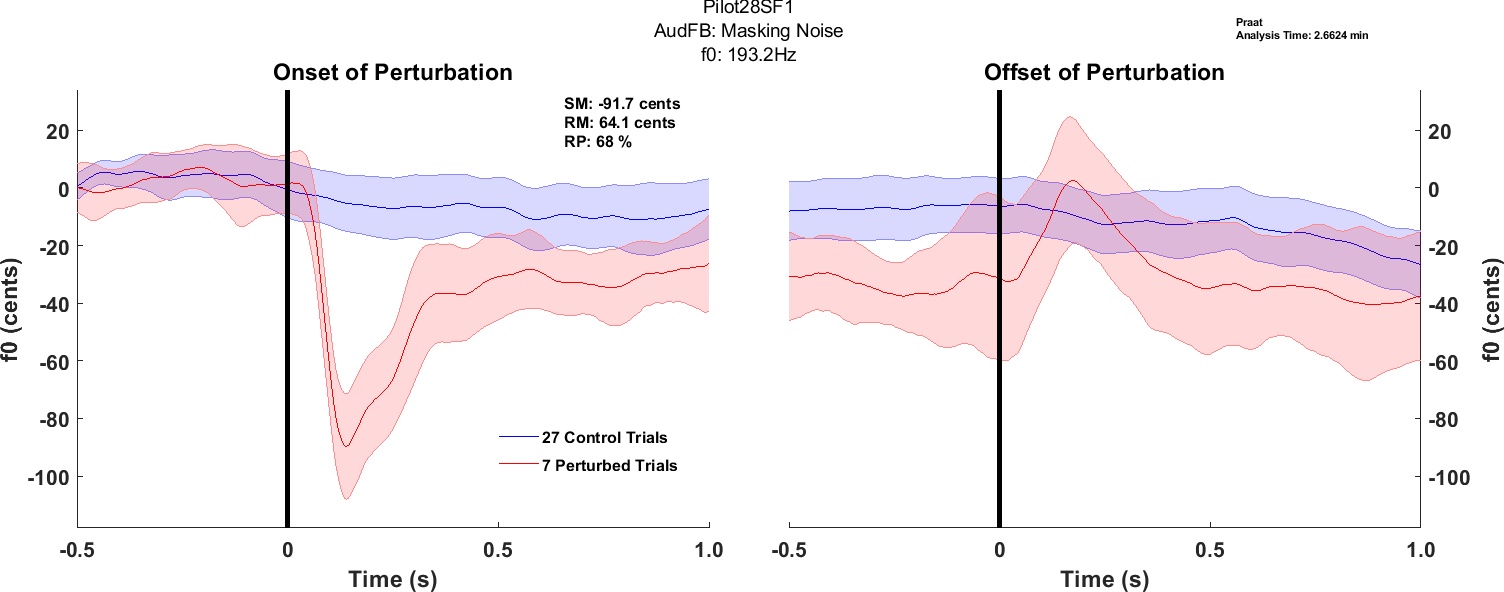 Pilot28SF1
AudFB: Masking Noise
f0: 193.2Hz
Praat
Analysis Time: 2.6624 min
Onset of Perturbation
Offset of Perturbation
SM: -91.7 cents
RM: 64.1 cents
RP: 68 %
20
0
-20
-40
-60
-80
-100
f0 (cents)
27 Control Trials
7 Perturbed Trials
-0.5
0
0.5
1.0
Time (s)
20
0
-20
-40
-60
-80
-100
f0 (cents)
-0.5
0
0.5
1.0
Time (s)